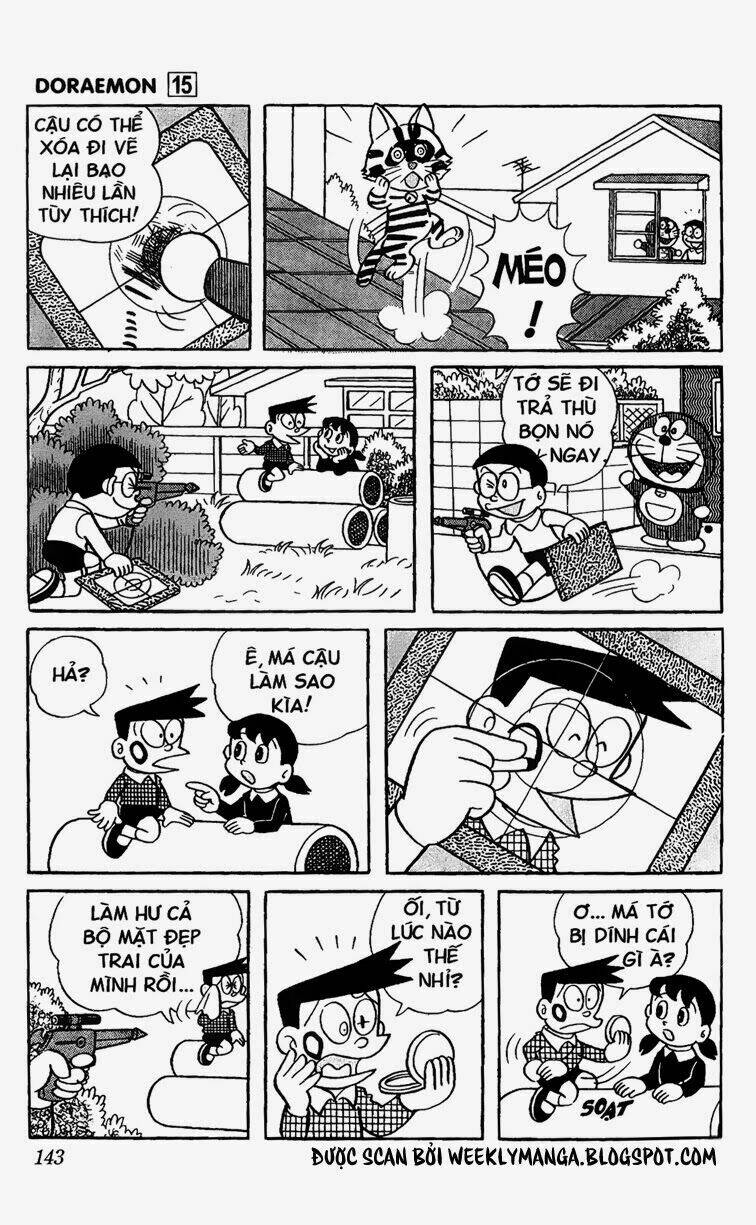 DORAEMON 15
MÉO
!
CẬU CÓ THỂ
XÓA ĐI VẼ
LẠI BAO
NHIÊU LẦN
TÙY THÍCH!
TỚ SẼ ĐI
TRẢ THÙ
BỌN NÓ
NGAY.
Ê, MÁ CẬU
LÀM SAO
KÌA!
HẢ?
Ơ... MÁ TỚ
BỊ DÍNH CÁI
GÌ À?
SOẠT
ỐI, TỪ
LÚC NÀO
THẾ
NHỈ?
LÀM HƯ CẢ
BỘ MẶT ĐẸP
TRAI CỦA
MÌNH RỒI...
143
ĐƯỢC SCAN BỞI WEEKLYMANGA.BLOGSPOT.COM